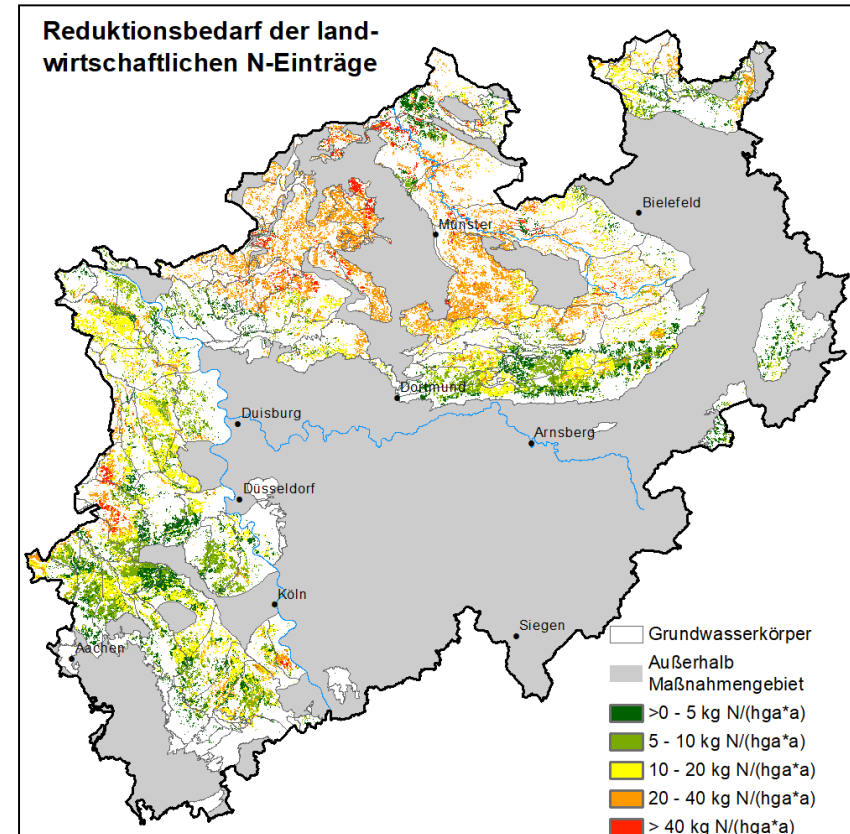 Reduktionsbedarf der land-
wirtschaftlichen N-Einträge
Bielefeld
Münster
Dortmund
Duisburg
Arnsberg
Düsseldorf
Köln
Siegen
Aachen
Grundwasserkörper
Außerhalb
Maßnahmengebiet
>0 - 5 kg N/(hga*a)
5 - 10 kg N/(hga*a)
10 - 20 kg N/(hga*a)
20 - 40 kg N/(hga*a)
> 40 kg N/(hga*a)